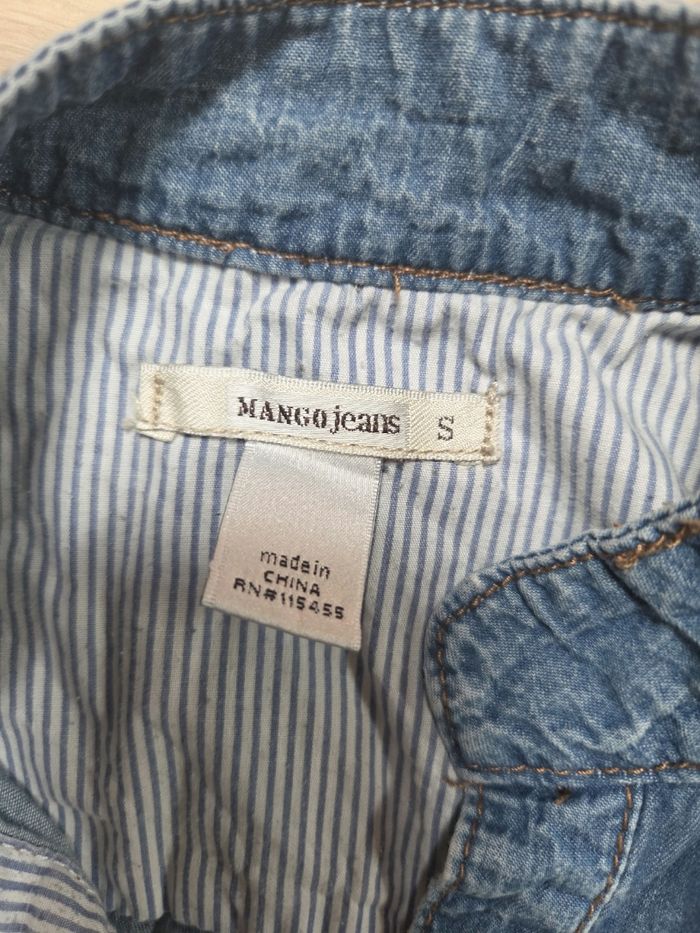 MANGO jeans S
made in
CHINA
RN#115455